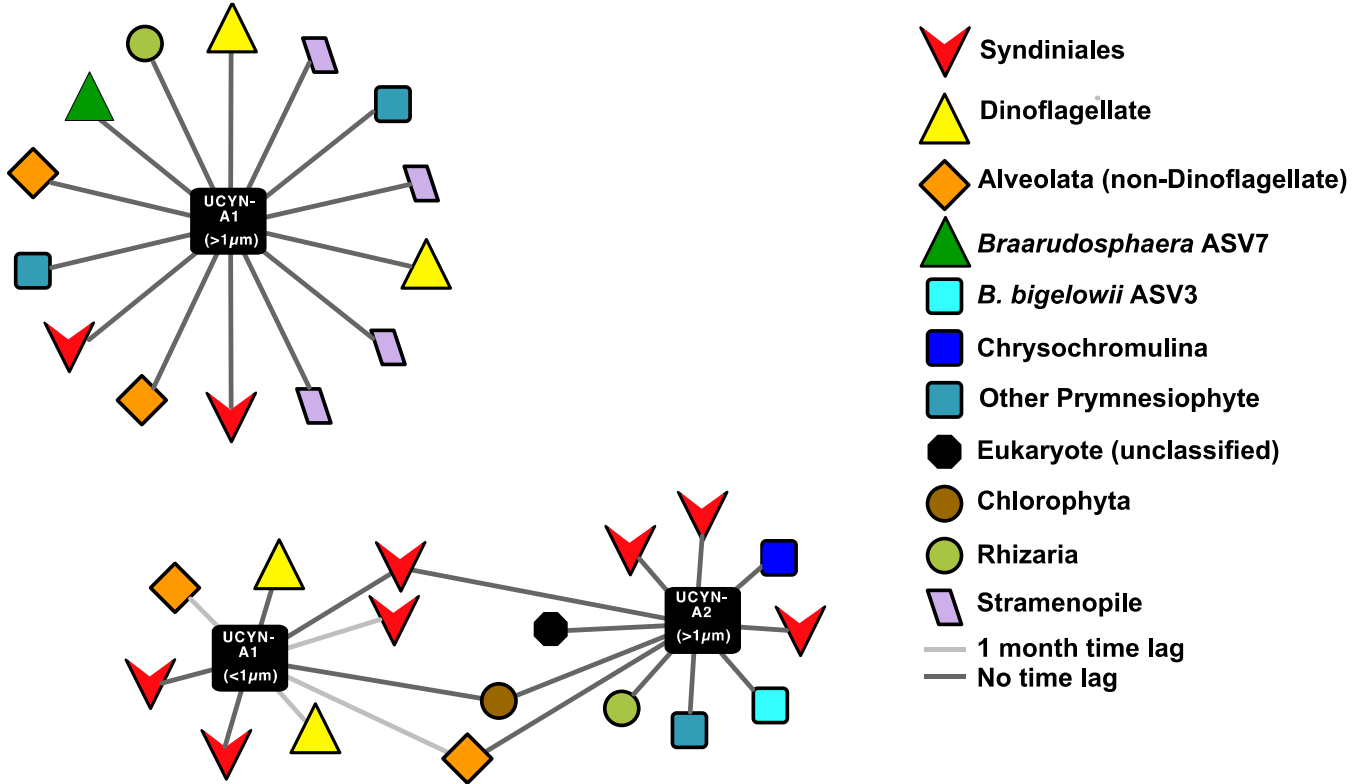 UCYN-
A1
(>1µm)
UCYN-
A1
(<1µm)
UCYN-
A2
(>1µm)
Syndiniales
Dinoflagellate
Alveolata (non-Dinoflagellate)
Braarudosphaera ASV7
B. bigelowii ASV3
Chrysochromulina
Other Prymnesiophyte
Eukaryote (unclassified)
Chlorophyta
Rhizaria
Stramenopile
1 month time lag
No time lag